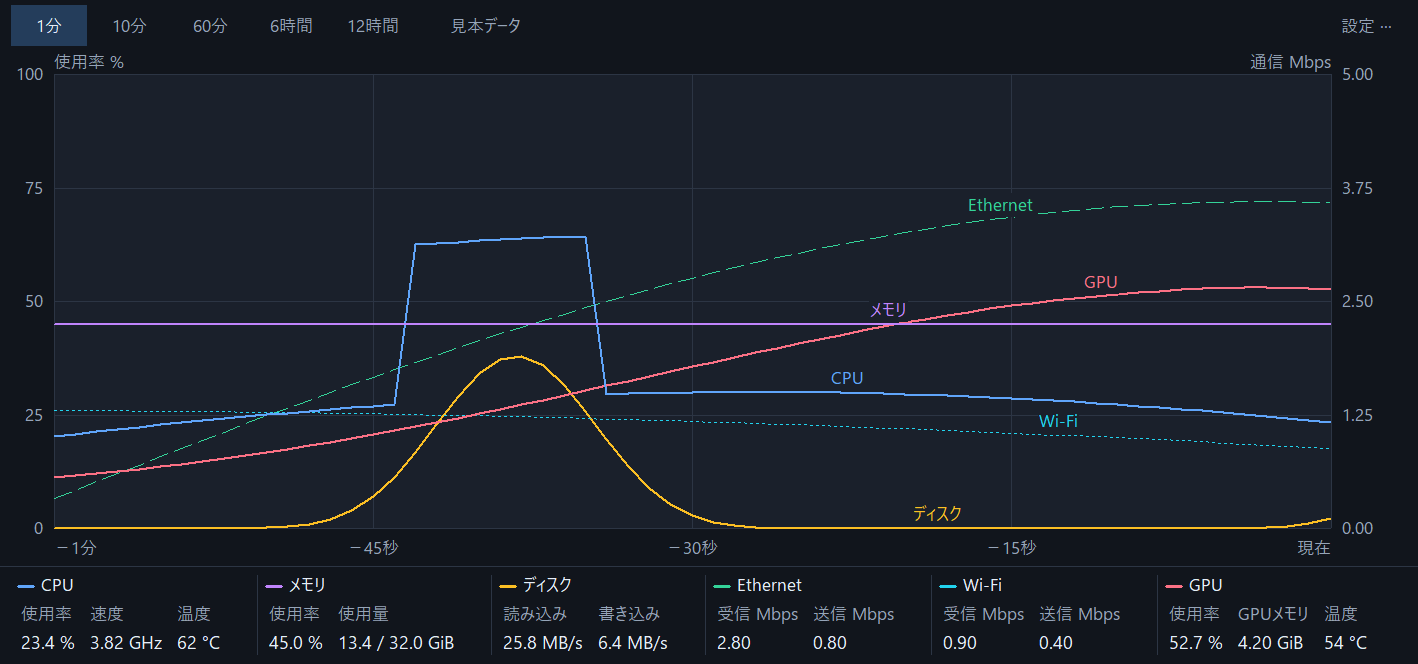 1分 10分 60分 6時間 12時間 見本データ 設定 ···
使用率 % 通信 Mbps
100 5.00
75 3.75
Ethernet
GPU
50 2.50
メモリ
CPU
25 1.25
Wi-Fi
ディスク
0 0.00
－1分 －45秒 －30秒 －15秒 現在
CPU メモリ ディスク Ethernet Wi-Fi GPU
使用率 速度 温度 使用率 使用量 読み込み 書き込み 受信 Mbps 送信 Mbps 受信 Mbps 送信 Mbps 使用率 GPUメモリ 温度
23.4 % 3.82 GHz 62 °C 45.0 % 13.4 / 32.0 GiB 25.8 MB/s 6.4 MB/s 2.80 0.80 0.90 0.40 52.7 % 4.20 GiB 54 °C